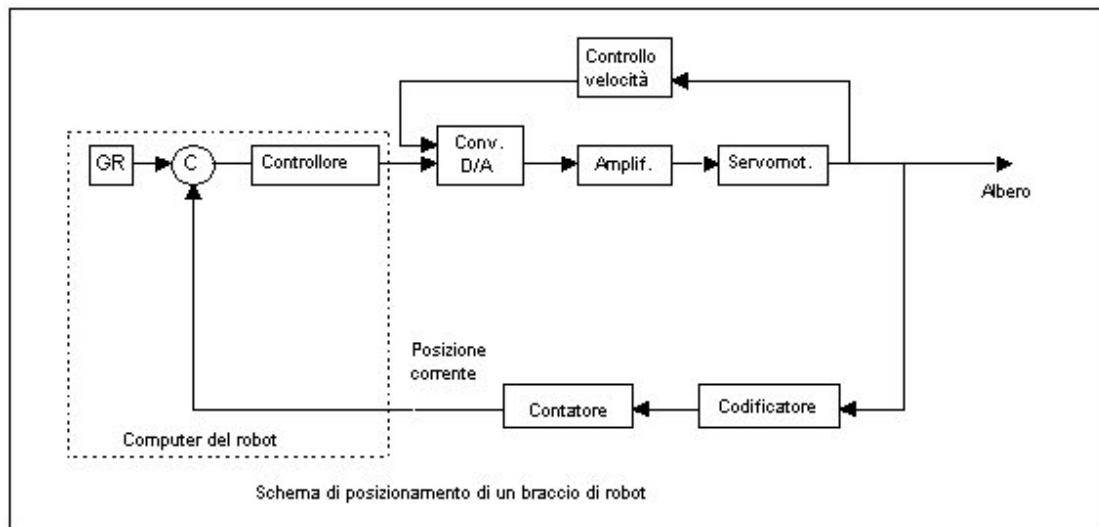 Controllo
velocità
GR
C
Controllore
Conv.
D/A
Amplif.
Servomot.
Albero
Posizione
corrente
Contatore
Codificatore
Computer del robot
Schema di posizionamento di un braccio di robot